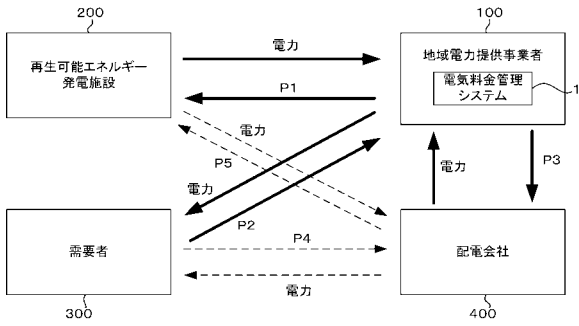 200
100
再生可能エネルギー
発電施設
電力
地域電力提供事業者
電気料金管理
システム
1
P1
電力
P5
P3
電力
電力
P2
需要者
P4
配電会社
電力
300
400